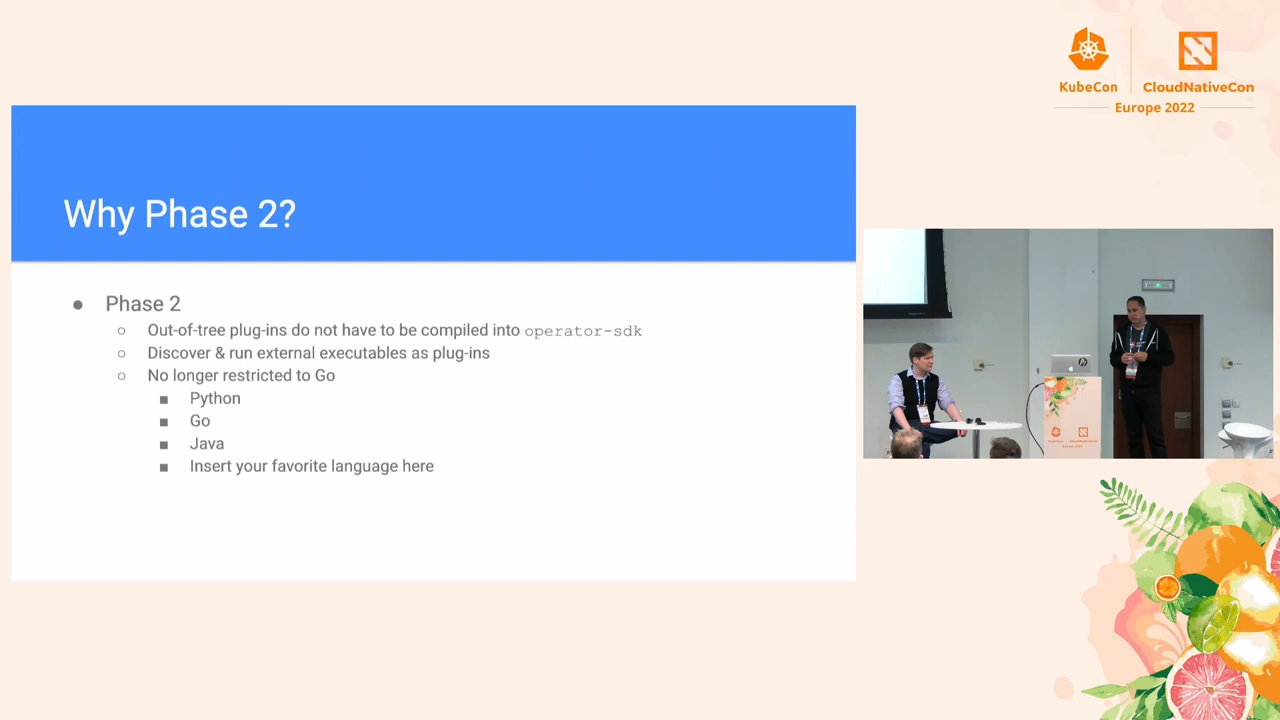 KubeCon
CloudNativeCon
Europe 2022
Why Phase 2?
Phase 2
Out-of-tree plug-ins do not have to be compiled into operator-sdk
Discover & run external executables as plug-ins
No longer restricted to Go
Python
Go
Java
Insert your favorite language here